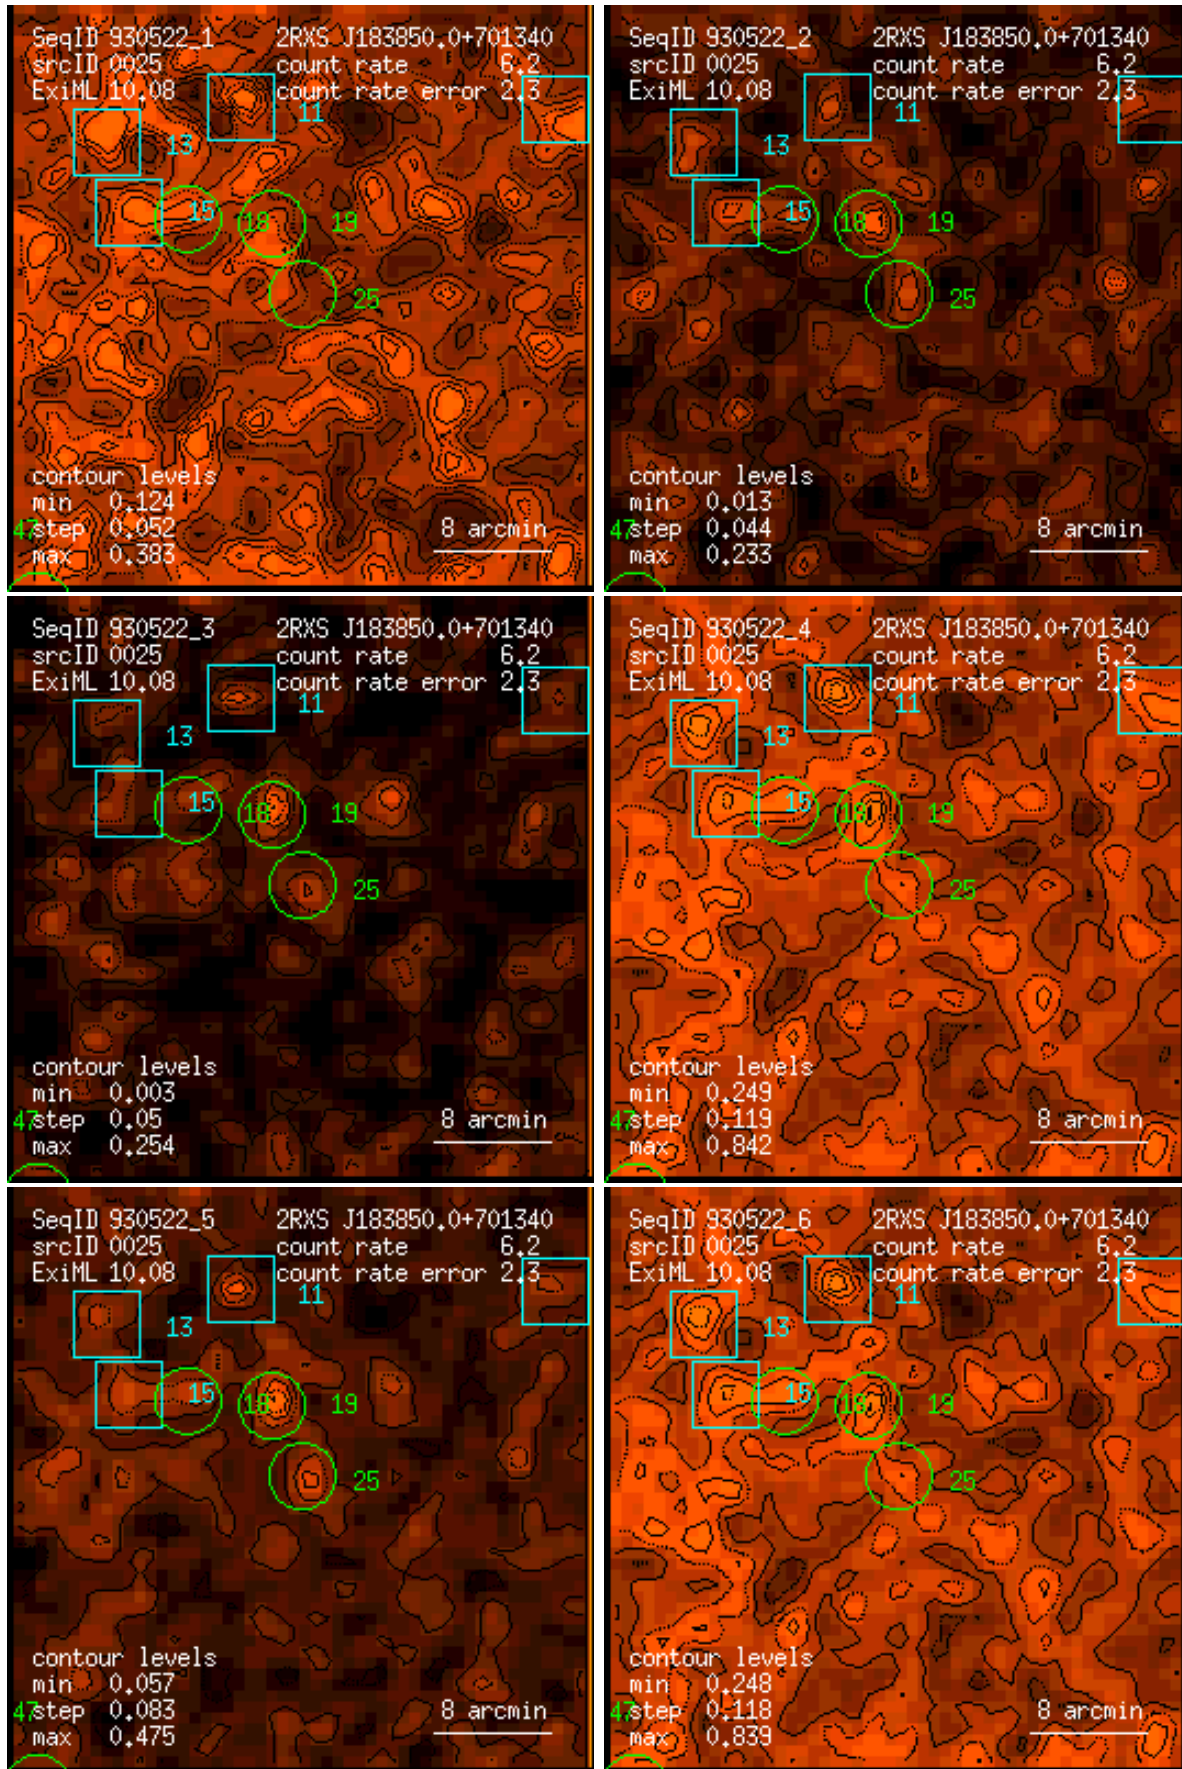 SeqID 930522_1 2RXS J183850.0+701340
srcID 0025 count rate 6.2
ExiML 10.08 count rate error 2.3
11
13
15 18 19
25
contour levels
min 0.124
47 step 0.052 8 arcmin
max 0.383
SeqID 930522_2 2RXS J183850.0+701340
srcID 0025 count rate 6.2
ExiML 10.08 count rate error 2.3
11
13
15 18 19
25
contour levels
min 0.013
47 step 0.044 8 arcmin
max 0.233
SeqID 930522_3 2RXS J183850.0+701340
srcID 0025 count rate 6.2
ExiML 10.08 count rate error 2.3
11
13
15 18 19
25
contour levels
min 0.003
47 step 0.05 8 arcmin
max 0.254
SeqID 930522_4 2RXS J183850.0+701340
srcID 0025 count rate 6.2
ExiML 10.08 count rate error 2.3
11
13
15 18 19
25
contour levels
min 0.249
47 step 0.119 8 arcmin
max 0.842
SeqID 930522_5 2RXS J183850.0+701340
srcID 0025 count rate 6.2
ExiML 10.08 count rate error 2.3
11
13
15 18 19
25
contour levels
min 0.057
47 step 0.083 8 arcmin
max 0.475
SeqID 930522_6 2RXS J183850.0+701340
srcID 0025 count rate 6.2
ExiML 10.08 count rate error 2.3
11
13
15 18 19
25
contour levels
min 0.248
47 step 0.118 8 arcmin
max 0.839